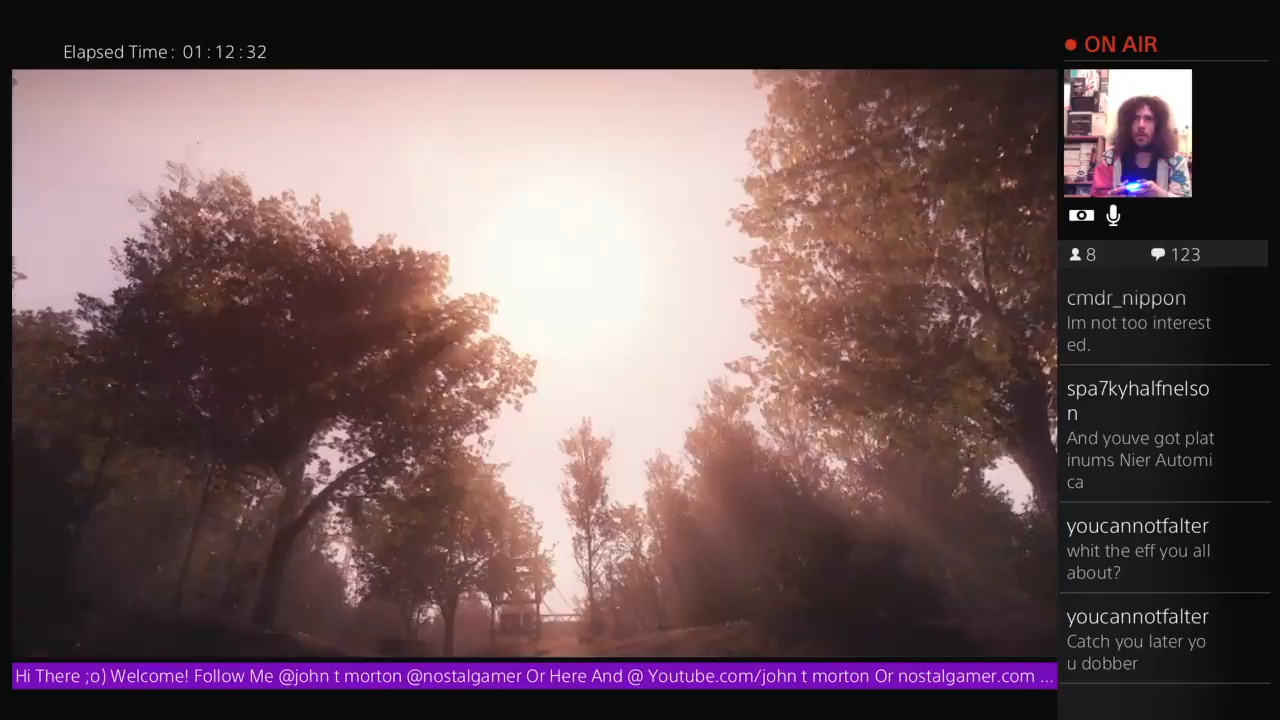 Elapsed Time: 01:12:32
ON AIR
8
123
cmdr_nippon
Im not too interest
ed.
spa7kyhalfnelso
n
And youve got plat
inums Nier Automi
ca
youcannotfalter
whit the eff you all
about?
youcannotfalter
Catch you later yo
u dobber
Hi There ;o) Welcome! Follow Me @john t morton @nostalgamer Or Here And @ Youtube.com/john t morton Or nostalgamer.com ...